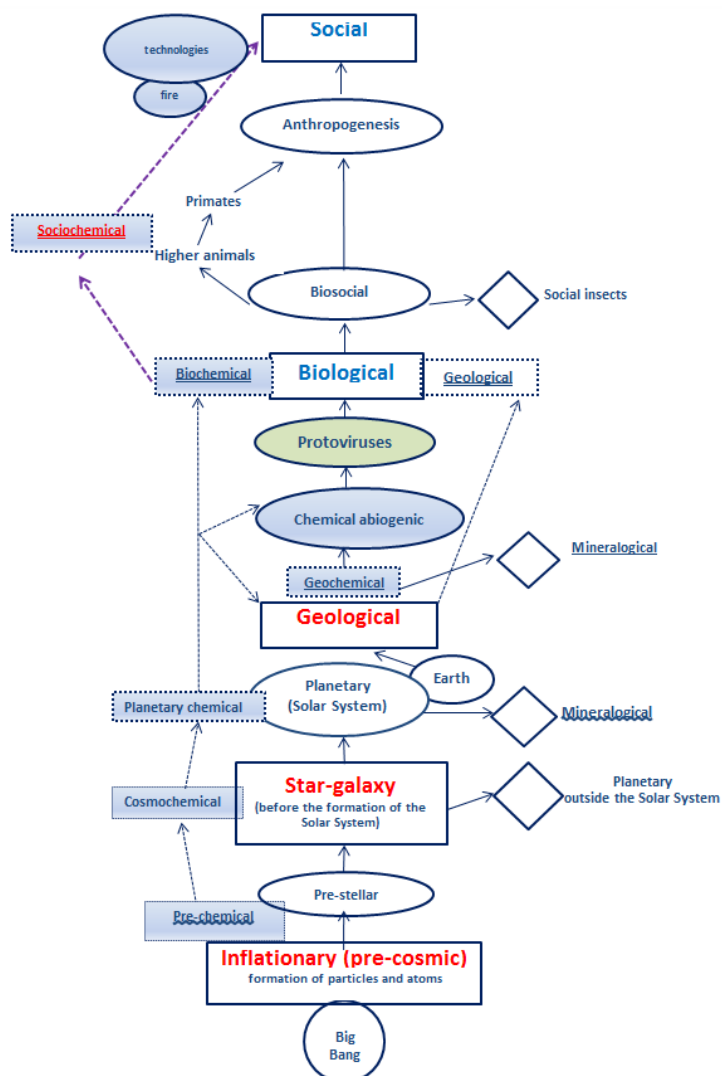 technologies
Social
fire
Anthropogenesis
Primates
Sociochemical
Higher animals
Biosocial
Social insects
Biochemical
Biological
Geological
Protoviruses
Chemical abiogenic
Mineralogical
Geochemical
Geological
Earth
Planetary
(Solar System)
Planetary chemical
Mineralogical
Star-galaxy
(before the formation of the
Solar System)
Cosmochemical
Planetary
outside the Solar System
Pre-stellar
Pre-chemical
Inflationary (pre-cosmic)
formation of particles and atoms
Big
Bang